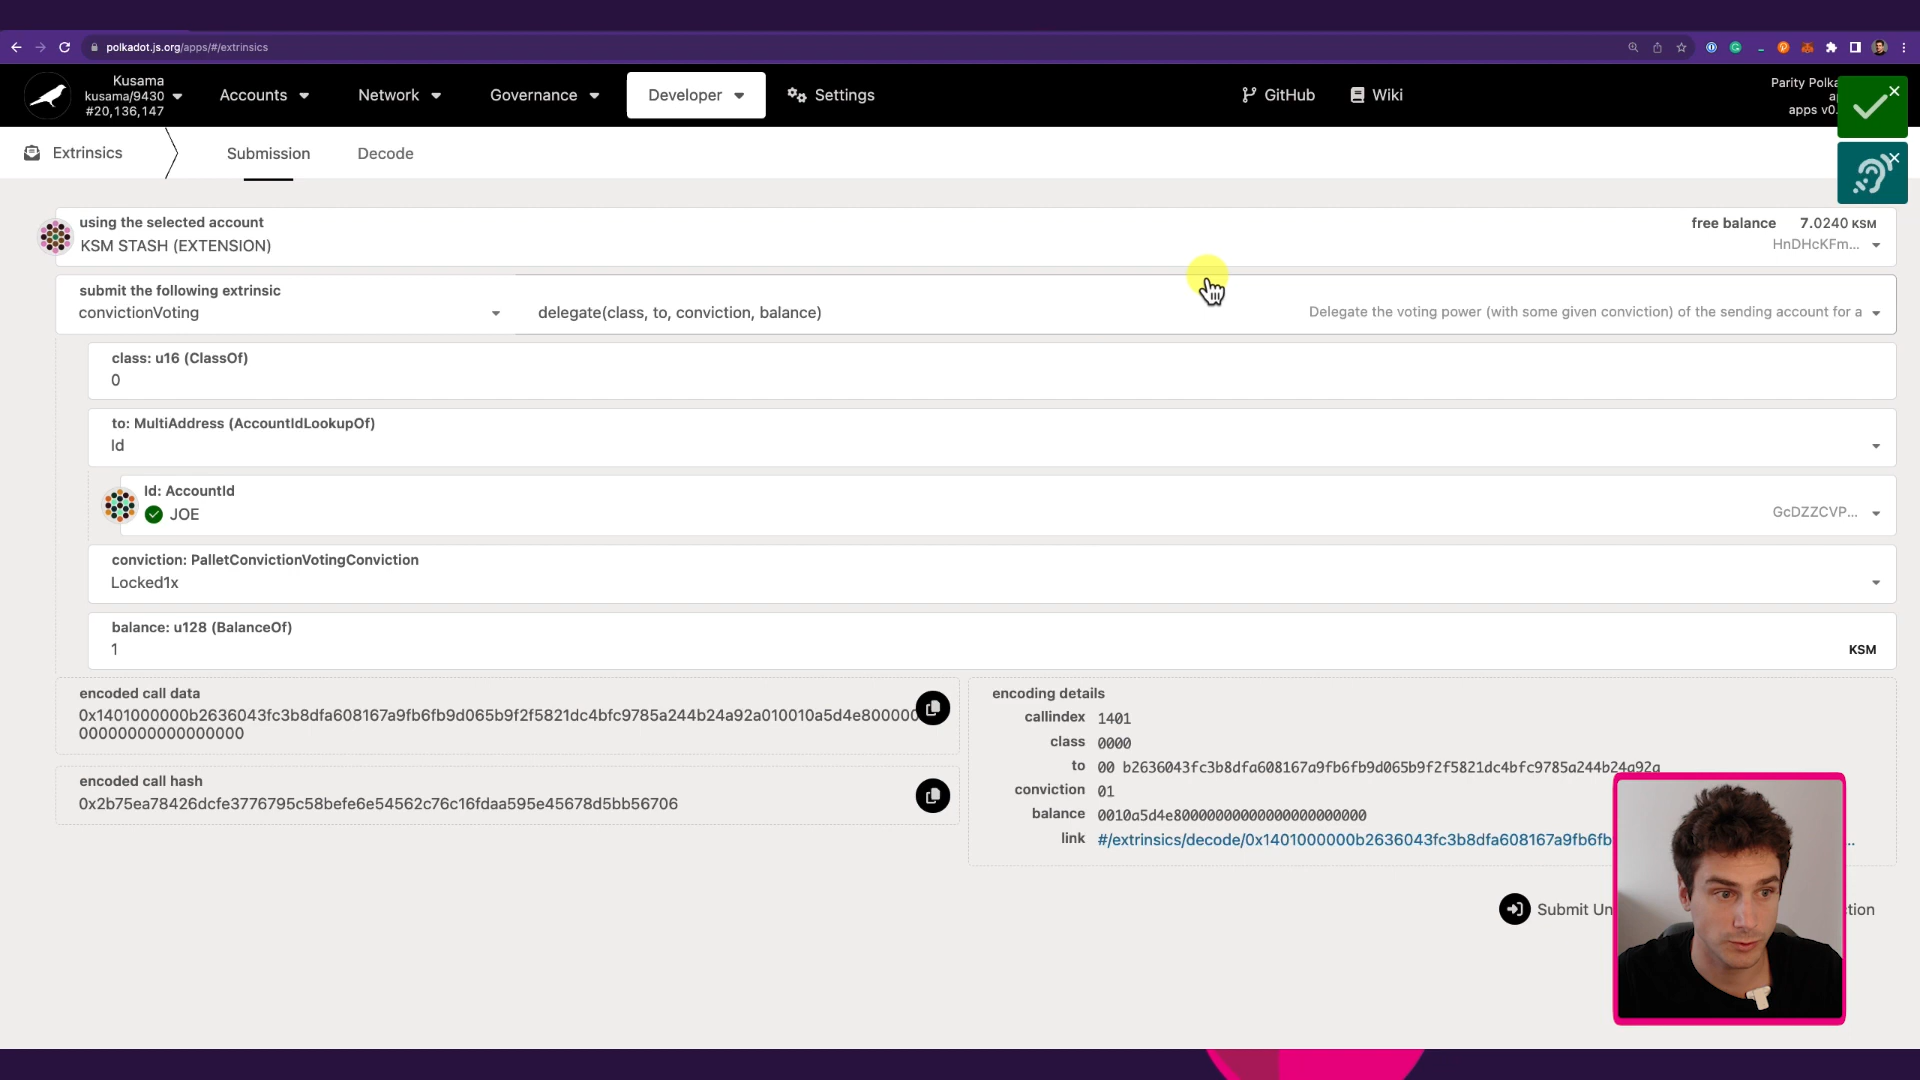 polkadot.js.org/apps/#/extrinsics
Kusama
kusama/9430
#20,136,147
Accounts
Network
Governance
Developer
Settings
GitHub
Wiki
Parity Polka
apps v0.
Extrinsics
Submission
Decode
using the selected account
KSM STASH (EXTENSION)
free balance 7.0240 KSM
HnDHcKFm...
submit the following extrinsic
convictionVoting
delegate(class, to, conviction, balance)
Delegate the voting power (with some given conviction) of the sending account for a
class: u16 (ClassOf)
0
to: MultiAddress (AccountIdLookupOf)
Id
Id: AccountId
JOE
GcDZZCVP...
conviction: PalletConvictionVotingConviction
Locked1x
balance: u128 (BalanceOf)
1
KSM
encoded call data
0x1401000000b2636043fc3b8dfa608167a9fb6fb9d065b9f2f5821dc4bfc9785a244b24a92a010010a5d4e800000
00000000000000000
encoded call hash
0x2b75ea78426dcfe3776795c58befe6e54562c76c16fdaa595e45678d5bb56706
encoding details
callindex 1401
class 0000
to 00 b2636043fc3b8dfa608167a9fb6fb9d065b9f2f5821dc4bfc9785a244b24a92a
conviction 01
balance 0010a5d4e80000000000000000000000
link #/extrinsics/decode/0x1401000000b2636043fc3b8dfa608167a9fb6fb
...
Submit Un
tion